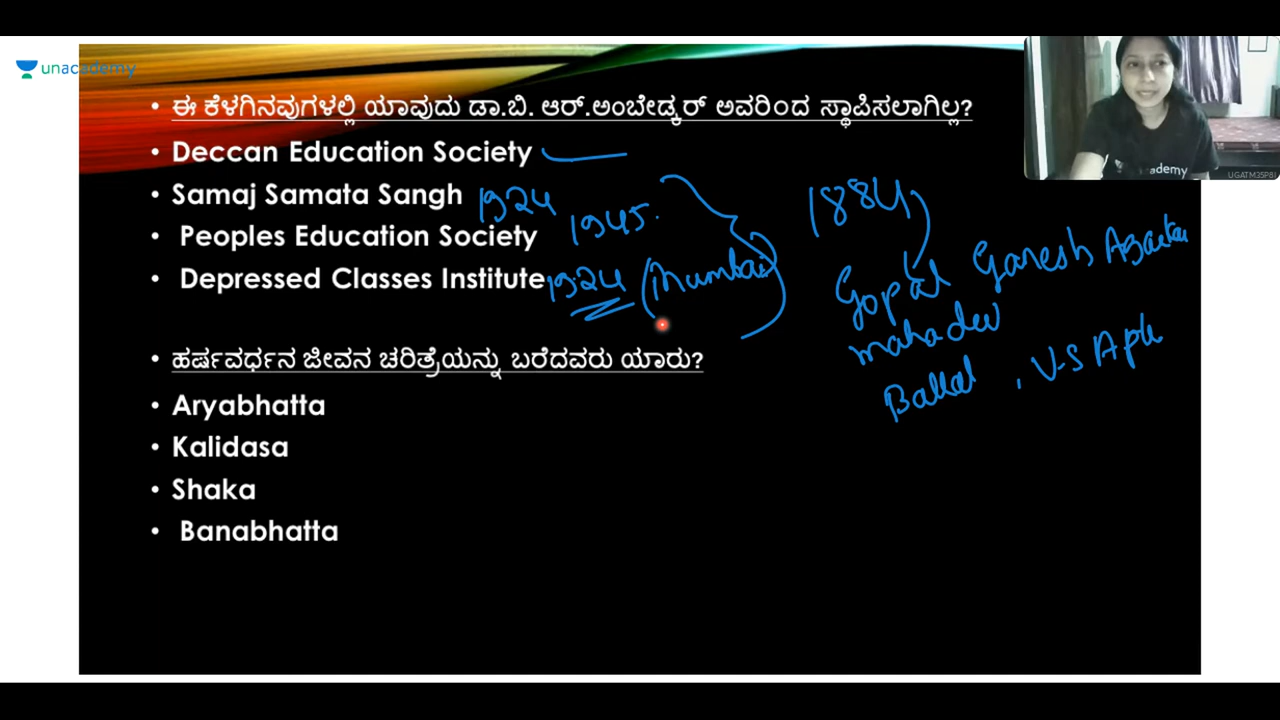 unacademy
ಈ ಕೆಳಗಿನವುಗಳಲ್ಲಿ ಯಾವುದು ಡಾ.ಬಿ. ಆರ್.ಅಂಬೇಡ್ಕರ್ ಅವರಿಂದ ಸ್ಥಾಪಿಸಲಾಗಿಲ್ಲ?
Deccan Education Society
Samaj Samata Sangh 1924
Peoples Education Society 1945.
Depressed Classes Institute 1924 (Mumbai)
1884
Gopal Ganesh
mahadev
Ballal, V.S Apte
ಹರ್ಷವರ್ಧನ ಜೀವನ ಚರಿತ್ರೆಯನ್ನು ಬರೆದವರು ಯಾರು?
Aryabhatta
Kalidasa
Shaka
Banabhatta
unacademy
UGATM3SP8I